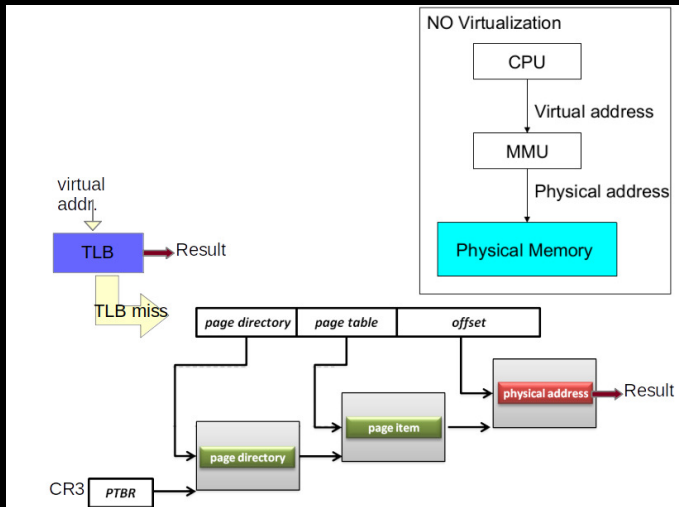 NO Virtualization
CPU
Virtual address
MMU
Physical address
Physical Memory
virtual
addr.
TLB
Result
TLB miss
page directory
page table
offset
physical address
Result
page item
page directory
CR3
PTBR